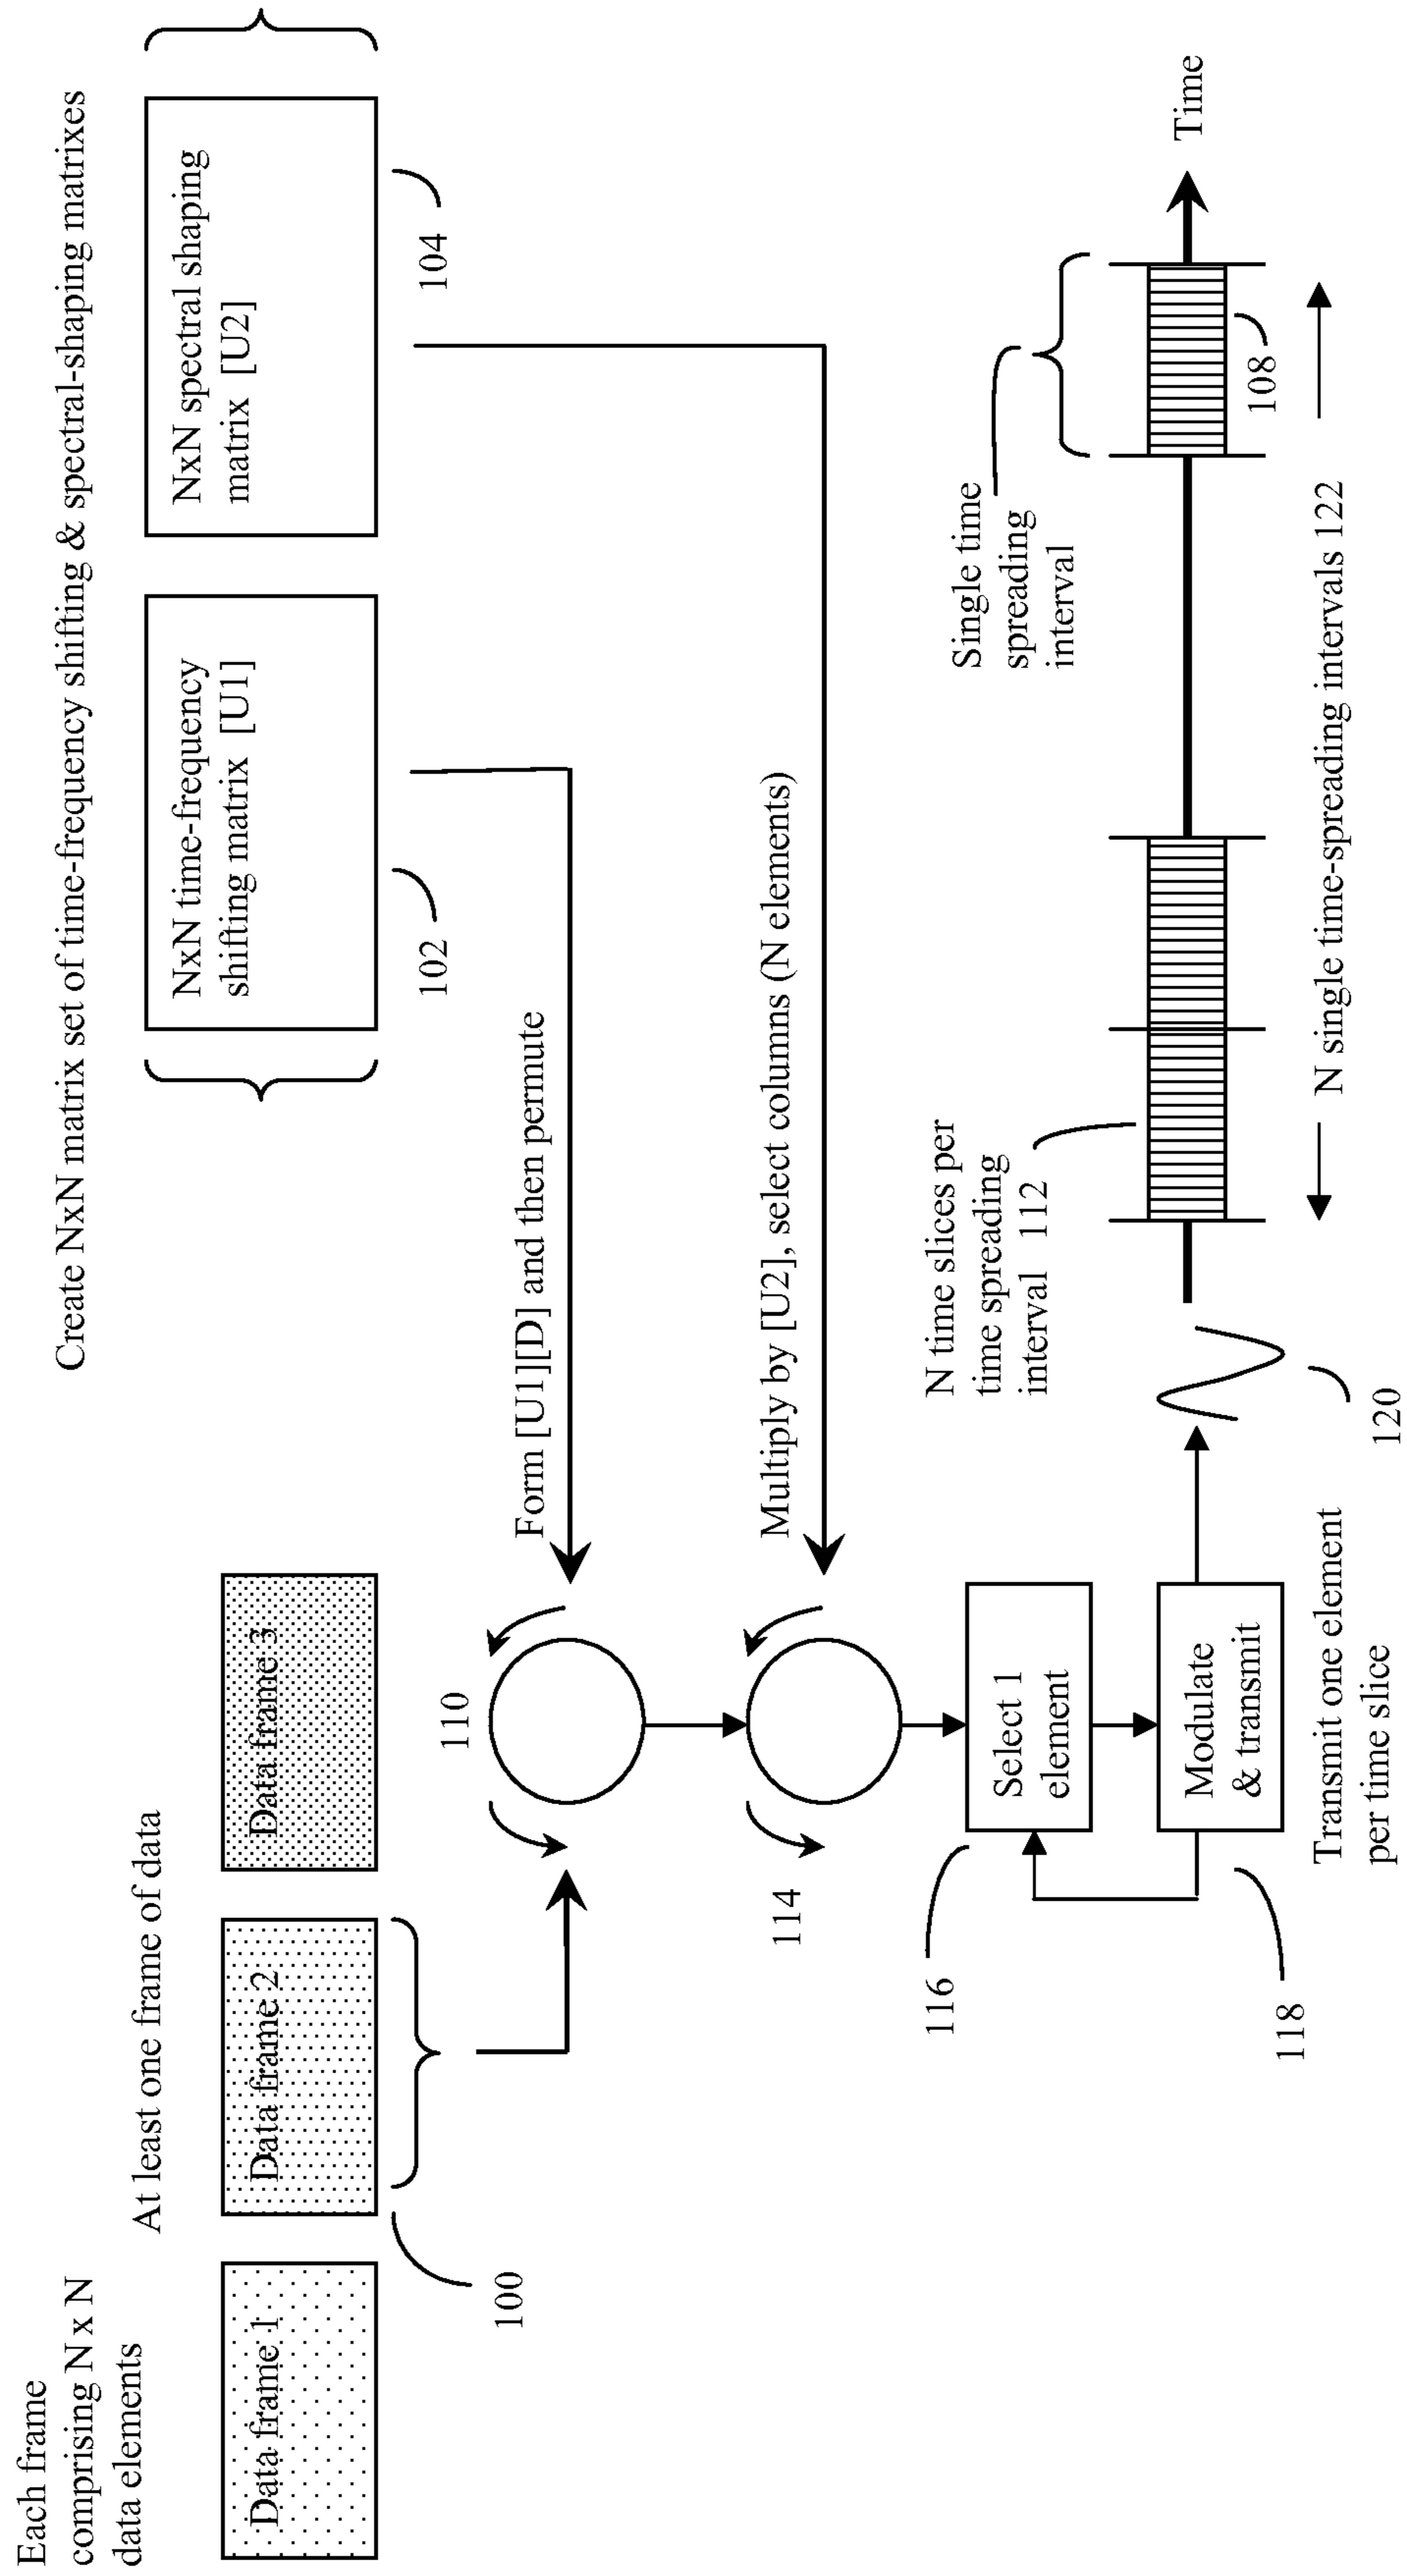 Each frame
comprising N x N
data elements
At least one frame of data
Create NxN matrix set of time-frequency shifting & spectral-shaping matrixes
Data frame 1
Data frame 2
Data frame 3
NxN time-frequency
shifting matrix [U1]
NxN spectral shaping
matrix [U2]
100
102
104
110
Form [U1][D] and then permute
114
Multiply by [U2], select columns (N elements)
116
Select 1
element
118
Modulate
& transmit
Transmit one element
per time slice
120
N time slices per
time spreading
interval 112
Single time
spreading
interval
108
Time
N single time-spreading intervals 122